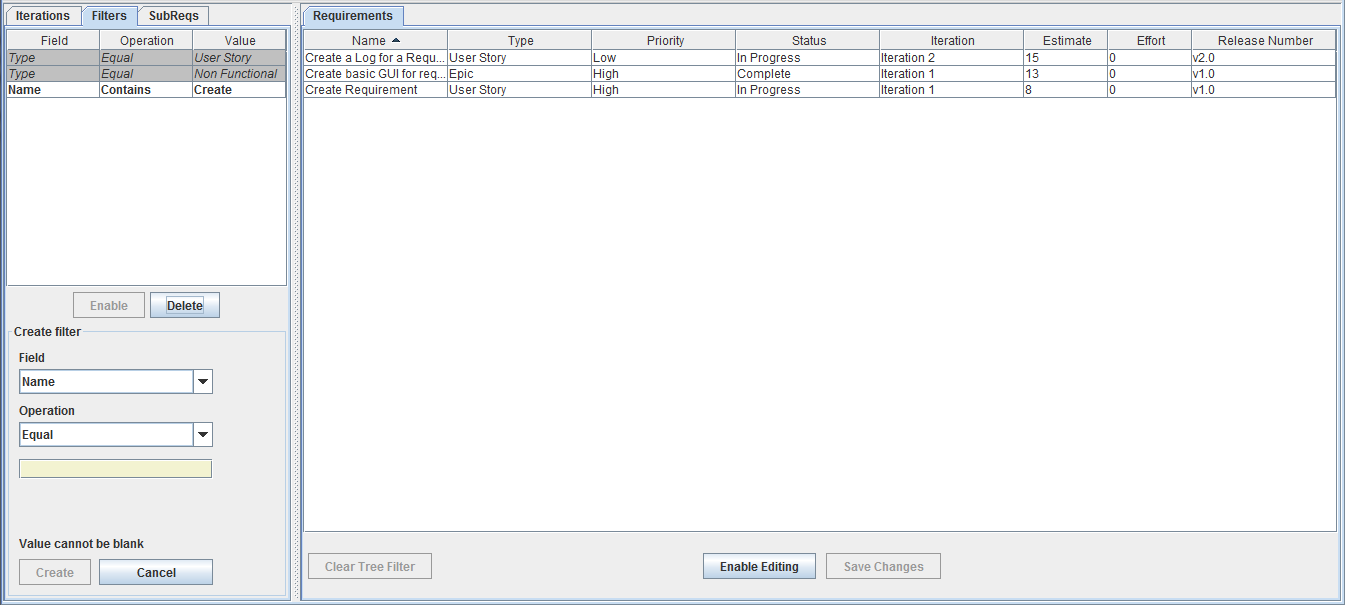 Iterations Filters SubReqs
Field Operation Value
Type Equal User Story
Type Equal Non Functional
Name Contains Create
Enable Delete
Create filter
Field
Name
Operation
Equal
Value cannot be blank
Create Cancel
Requirements
Name Type Priority Status Iteration Estimate Effort Release Number
Create a Log for a Requ... User Story Low In Progress Iteration 2 15 0 v2.0
Create basic GUI for req... Epic High Complete Iteration 1 13 0 v1.0
Create Requirement User Story High In Progress Iteration 1 8 0 v1.0
Clear Tree Filter Enable Editing Save Changes